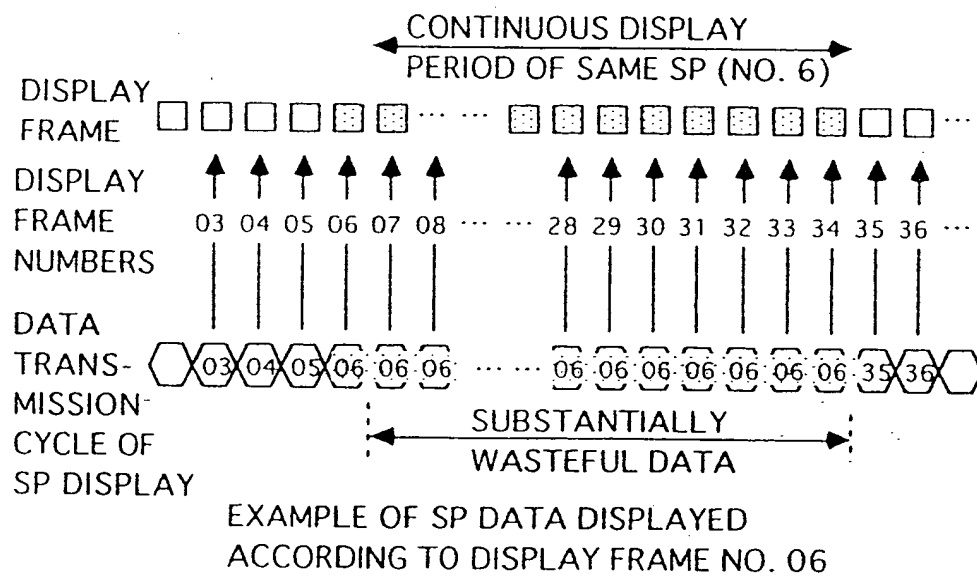 CONTINUOUS DISPLAY
PERIOD OF SAME SP (NO. 6)
DISPLAY
FRAME
··· ···
···
DISPLAY
FRAME
NUMBERS
03 04 05 06 07 08 ··· ··· 28 29 30 31 32 33 34 35 36 ···
DATA
TRANS-
MISSION
CYCLE OF
SP DISPLAY
03 04 05 06 06 06 ··· ··· 06 06 06 06 06 06 06 35 36
SUBSTANTIALLY
WASTEFUL DATA
EXAMPLE OF SP DATA DISPLAYED
ACCORDING TO DISPLAY FRAME NO. 06